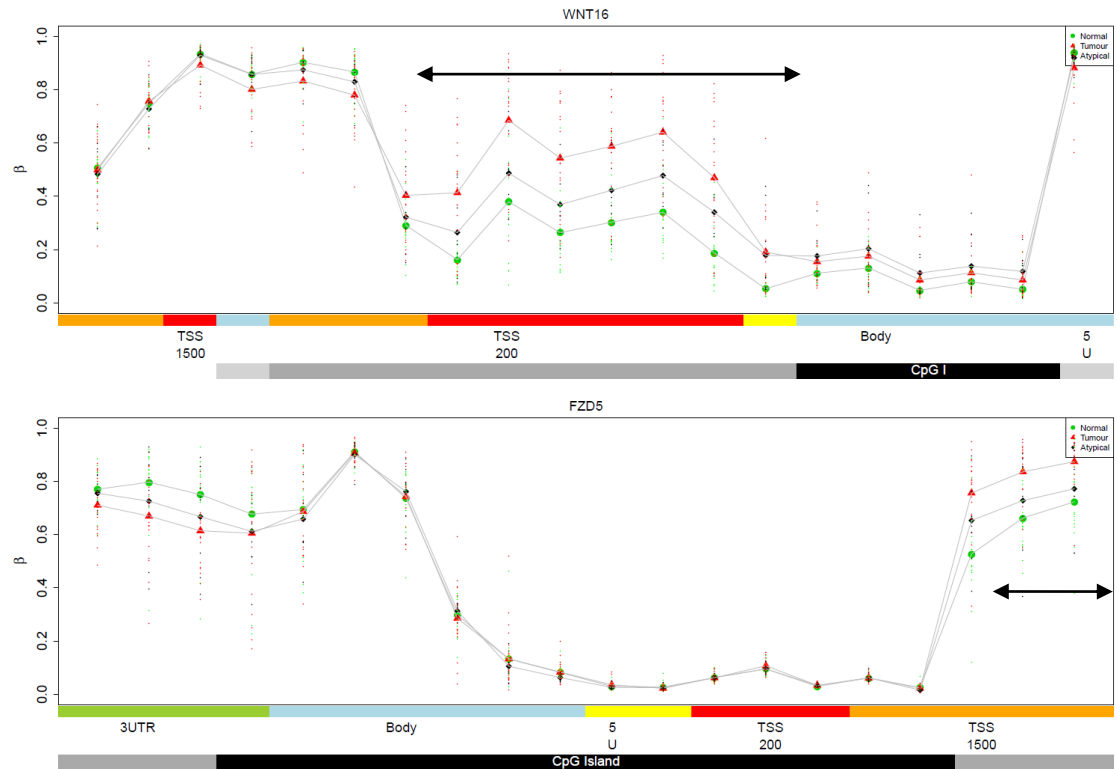 WNT16
Normal
Tumour
Atypical
1.0
0.8
0.6
β
0.4
0.2
0.0
TSS TSS Body 5
1500 200 U
CpG I
FZD5
Normal
Tumour
Atypical
1.0
0.8
0.6
β
0.4
0.2
0.0
3UTR Body 5 TSS TSS
U 200 1500
CpG Island